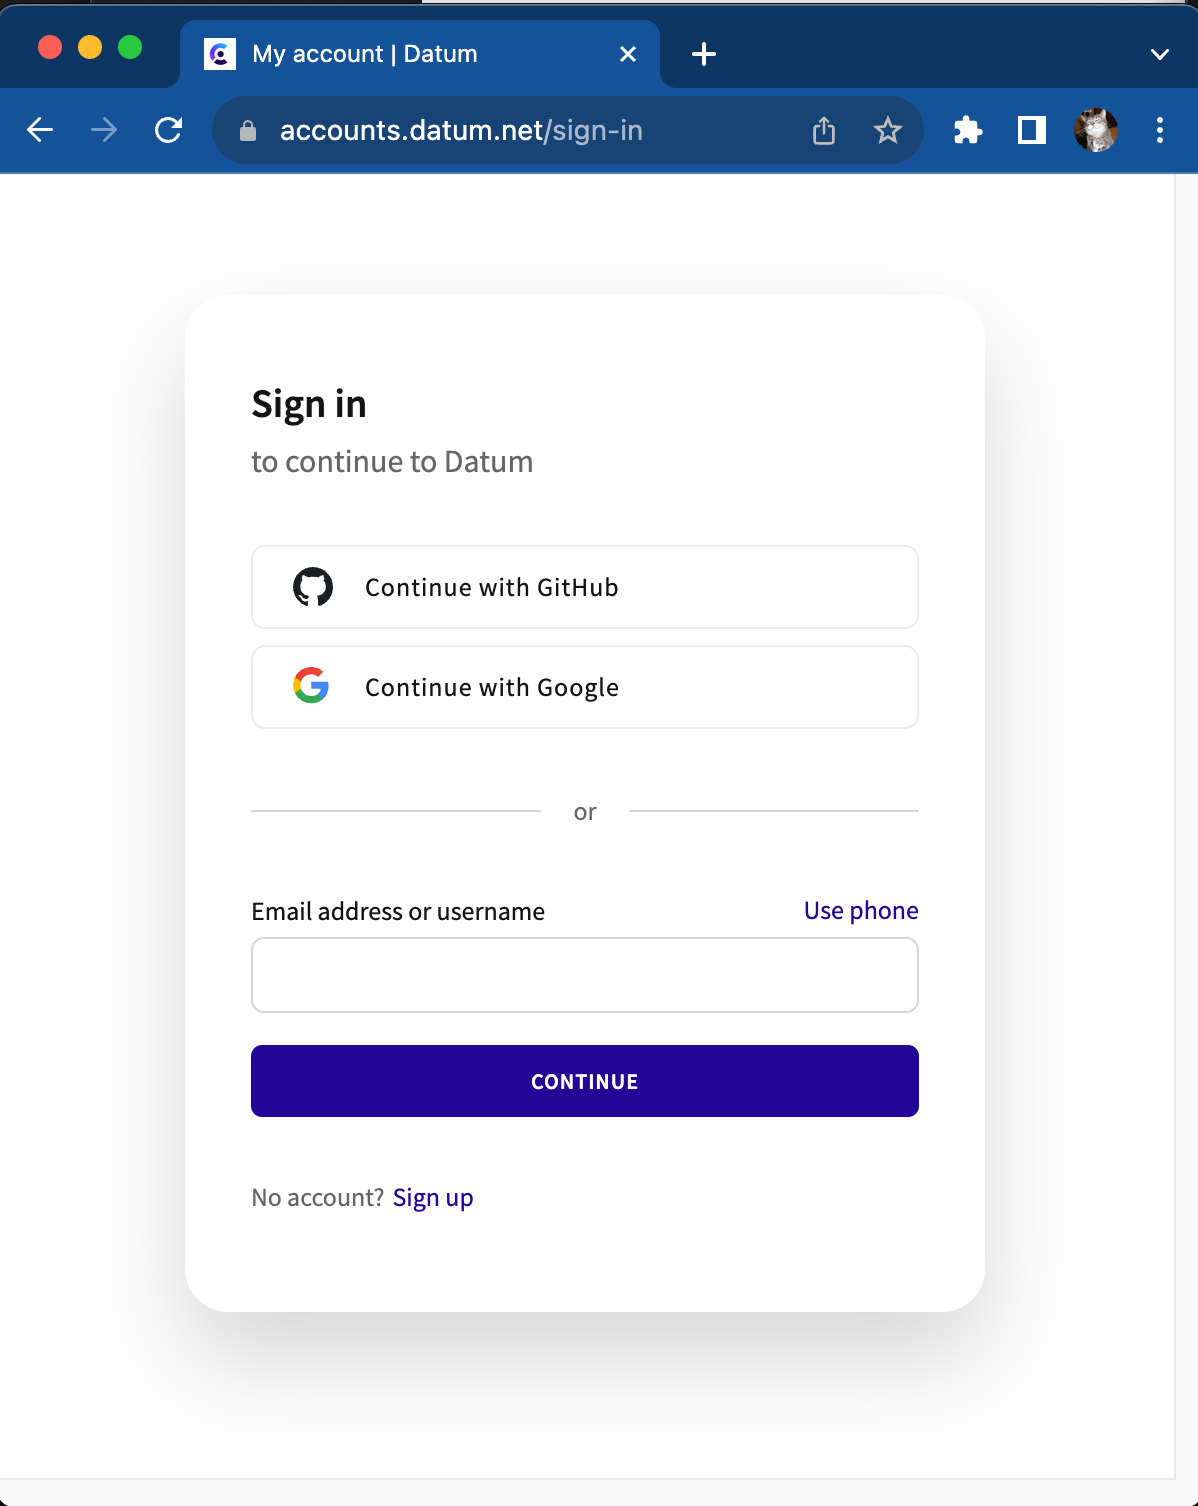 My account | Datum
accounts.datum.net/sign-in
Sign in
to continue to Datum
Continue with GitHub
Continue with Google
or
Email address or username
Use phone
CONTINUE
No account? Sign up